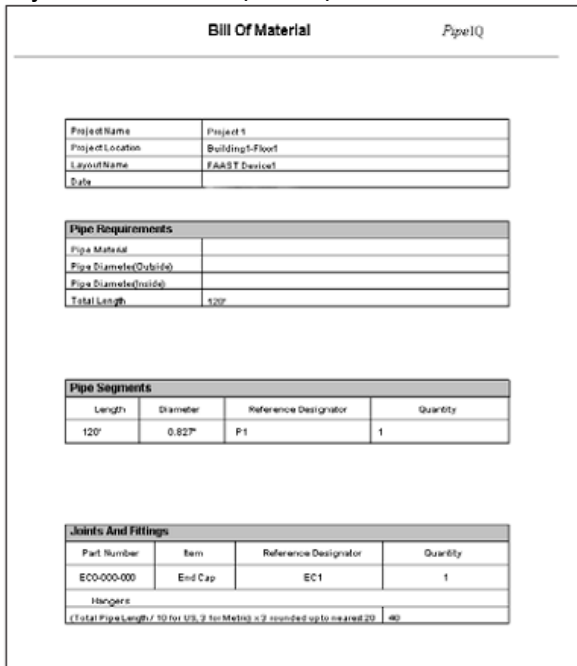 Bill Of Material
PipeIQ
Project Name Project 1
Project Location Building1-Floor1
Layout Name FAAST Device1
Date
Pipe Requirements
Pipe Material
Pipe Diameter(Outside)
Pipe Diameter(Inside)
Total Length 120'
Pipe Segments
Length Diameter Reference Designator Quantity
120' 0.827" P1 1
Joints And Fittings
Part Number Item Reference Designator Quantity
EC0-000-000 End Cap EC1 1
Hangers
(Total Pipe Length / 10 for US, 3 for Metric) x 3 rounded up to nearest 20 40